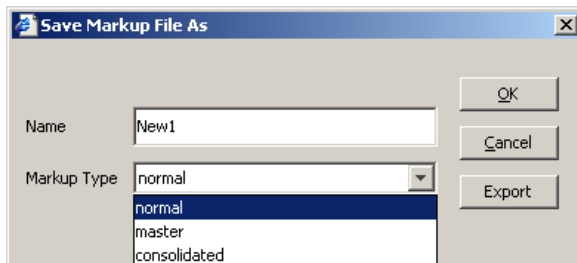 Save Markup File As
OK
Name New1
Cancel
Markup Type normal
Export
normal
master
consolidated